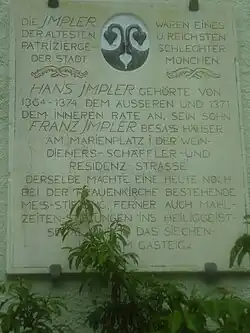 DIE IMPLER WAREN EINES
DER ÄLTESTEN U. REICHSTEN
PATRIZIERGE SCHLECHTER
DER STADT MÜNCHEN
HANS IMPLER GEHÖRTE VON
1364-1374 DEM ÄUSSEREN UND 1371
DEM INNEREN RATE AN, SEIN SOHN
FRANZ IMPLER BESASS HÄUSER
AM MARIENPLATZ I DER WEIN
DIENERS-SCHÄFFLER-UND
RESIDENZ STRASSE
DERSELBE MACHTE EINE HEUTE NOCH
BEI DER FRAUENKIRCHE BESTEHENDE
MESS-STIF FERNER AUCH MAHL-
ZEITEN-STIFTUNGEN INS HEILIGGEIST
DAS SIECHEN-
GASTEIG.